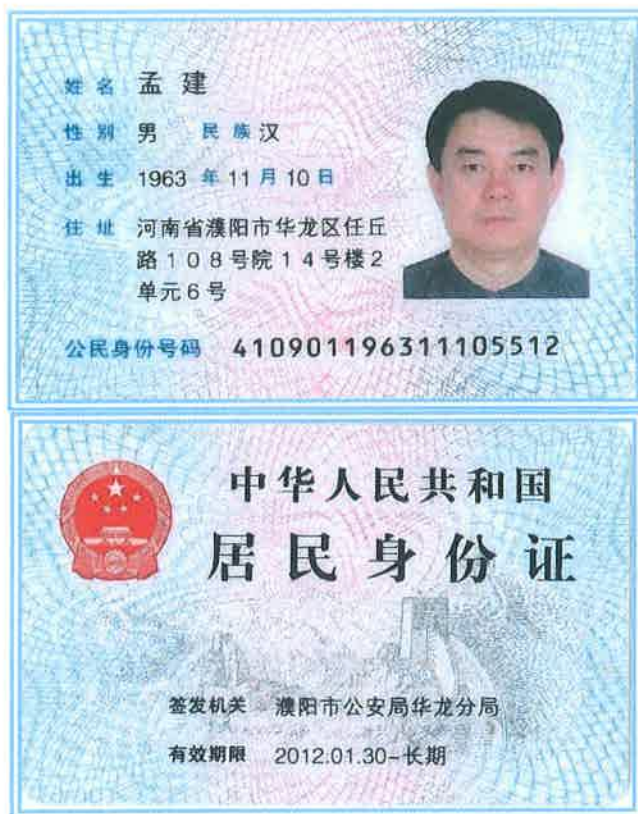 姓名 孟建
性别 男 民族 汉
出生 1963 年 11 月 10 日
住址 河南省濮阳市华龙区任丘
路108号院14号楼2
单元6号
公民身份号码 410901196311105512
中华人民共和国
居民身份证
签发机关 濮阳市公安局华龙分局
有效期限 2012.01.30-长期